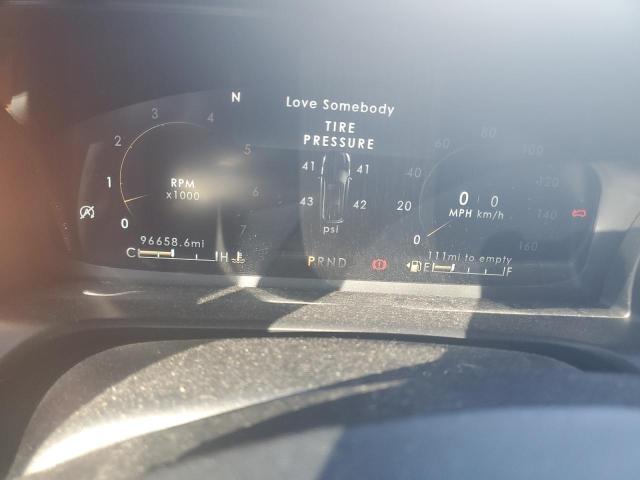 N
Love Somebody
TIRE
PRESSURE
41 41
43 42
psi
0 1 2 3 4 5 6 7
RPM
x1000
0 20 40 60 80 100 120 140 160
0 0
MPH km/h
96658.6mi
C H
PRND
111mi to empty
E F